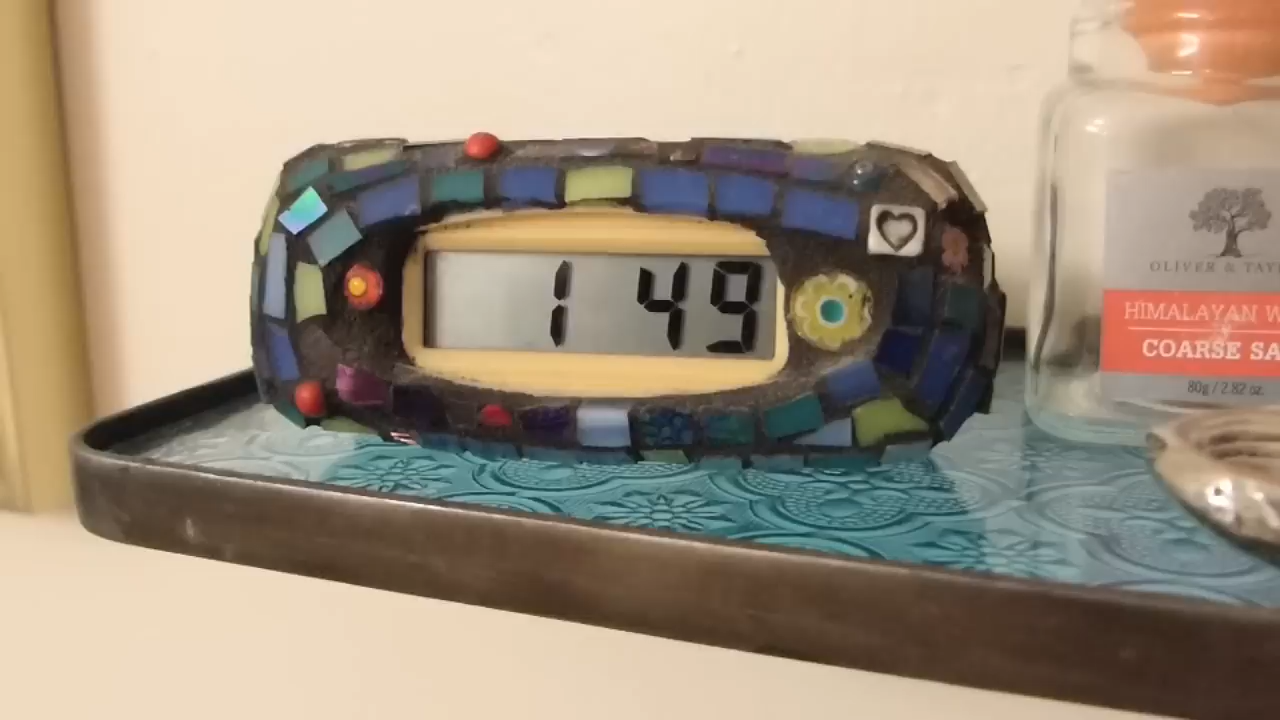 1 49
OLIVER & TAY
HIMALAYAN W
COARSE SA
80g / 2.82 oz.